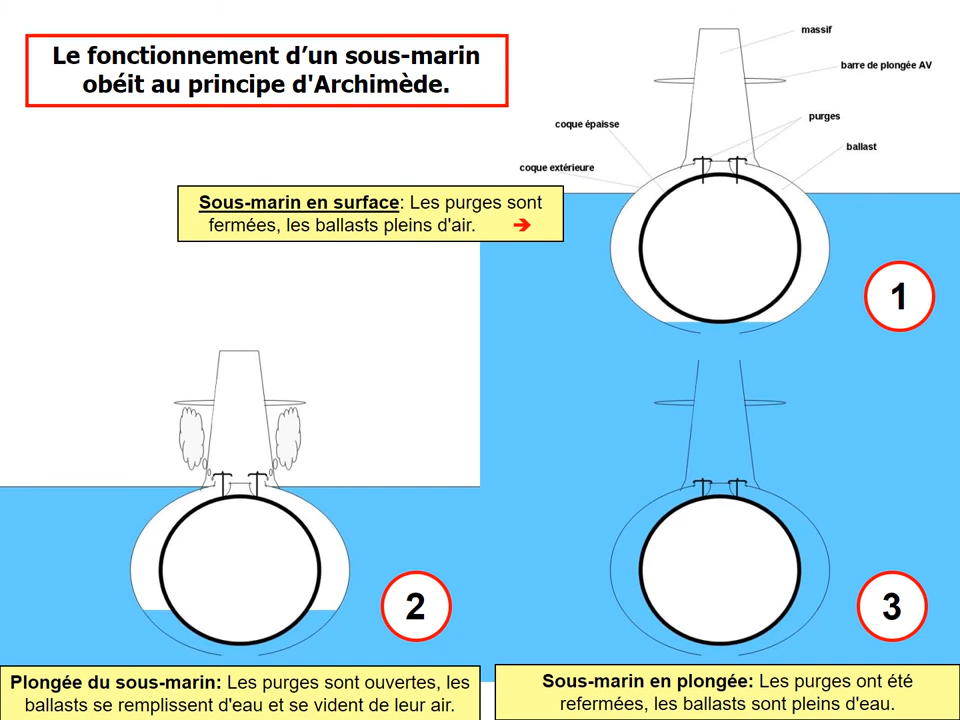 Le fonctionnement d’un sous-marin
obéit au principe d'Archimède.
massif
barre de plongée AV
purges
coque épaisse
ballast
coque extérieure
Sous-marin en surface: Les purges sont
fermées, les ballasts pleins d'air. ➔
1
2
3
Plongée du sous-marin: Les purges sont ouvertes, les
ballasts se remplissent d'eau et se vident de leur air.
Sous-marin en plongée: Les purges ont été
refermées, les ballasts sont pleins d'eau.